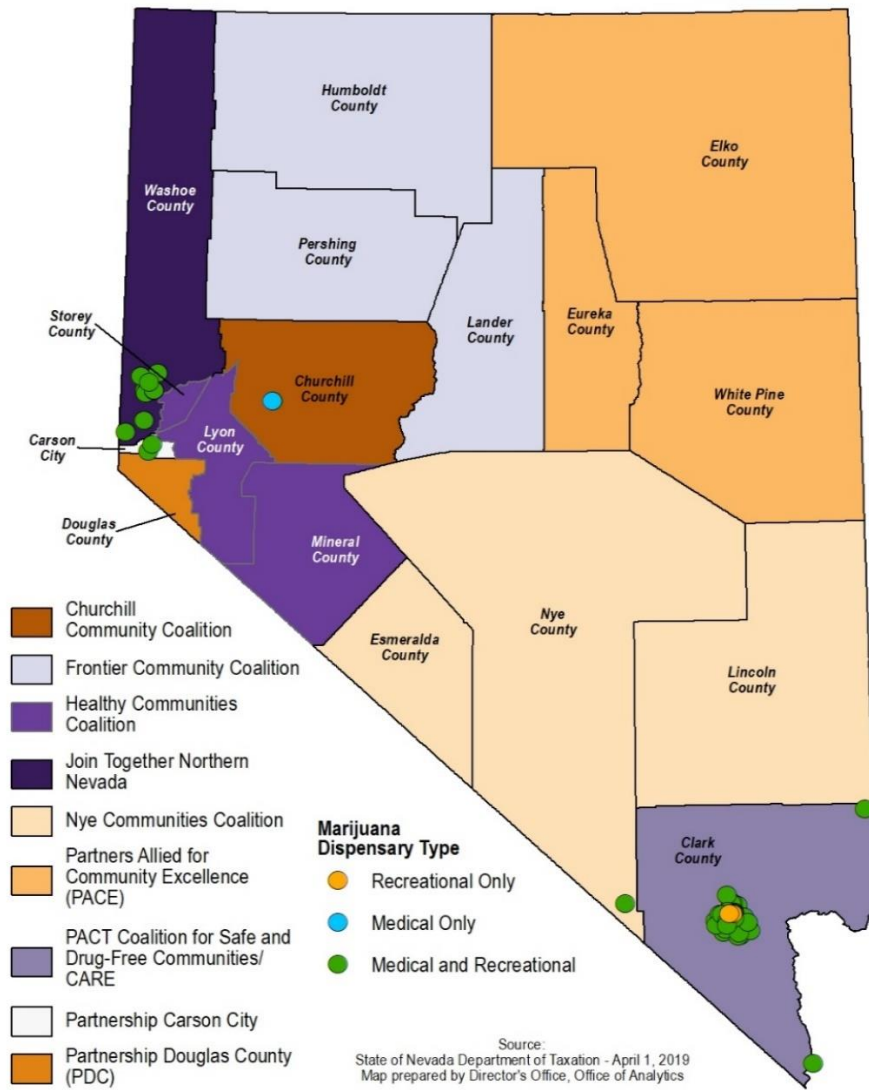 Humboldt
County
Elko
County
Washoe
County
Pershing
County
Storey
County
Lander
County
Eureka
County
White Pine
County
Churchill
County
Carson
City
Lyon
County
Douglas
County
Mineral
County
Nye
County
Esmeralda
County
Lincoln
County
Clark
County
Churchill
Community Coalition
Frontier Community Coalition
Healthy Communities
Coalition
Join Together Northern
Nevada
Nye Communities Coalition
Partners Allied for
Community Excellence
(PACE)
PACT Coalition for Safe and
Drug-Free Communities/
CARE
Partnership Carson City
Partnership Douglas County
(PDC)
Marijuana
Dispensary Type
Recreational Only
Medical Only
Medical and Recreational
Source:
State of Nevada Department of Taxation - April 1, 2019
Map prepared by Director's Office, Office of Analytics